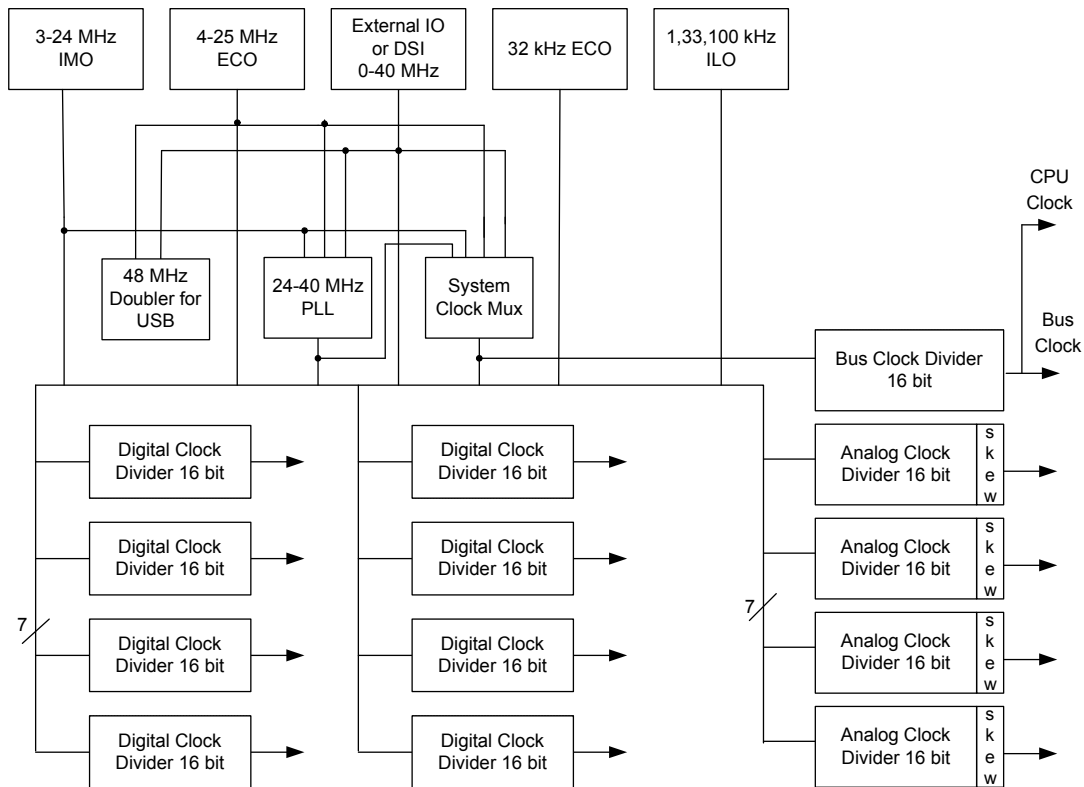 3-24 MHz
IMO
4-25 MHz
ECO
External IO
or DSI
0-40 MHz
32 kHz ECO
1,33,100 kHz
ILO
CPU
Clock
48 MHz
Doubler for
USB
24-40 MHz
PLL
System
Clock Mux
Bus
Clock
Bus Clock Divider
16 bit
Digital Clock
Divider 16 bit
Digital Clock
Divider 16 bit
Analog Clock
Divider 16 bit
s
k
e
w
Digital Clock
Divider 16 bit
Digital Clock
Divider 16 bit
Analog Clock
Divider 16 bit
s
k
e
w
7
7
Digital Clock
Divider 16 bit
Digital Clock
Divider 16 bit
Analog Clock
Divider 16 bit
s
k
e
w
Digital Clock
Divider 16 bit
Digital Clock
Divider 16 bit
Analog Clock
Divider 16 bit
s
k
e
w